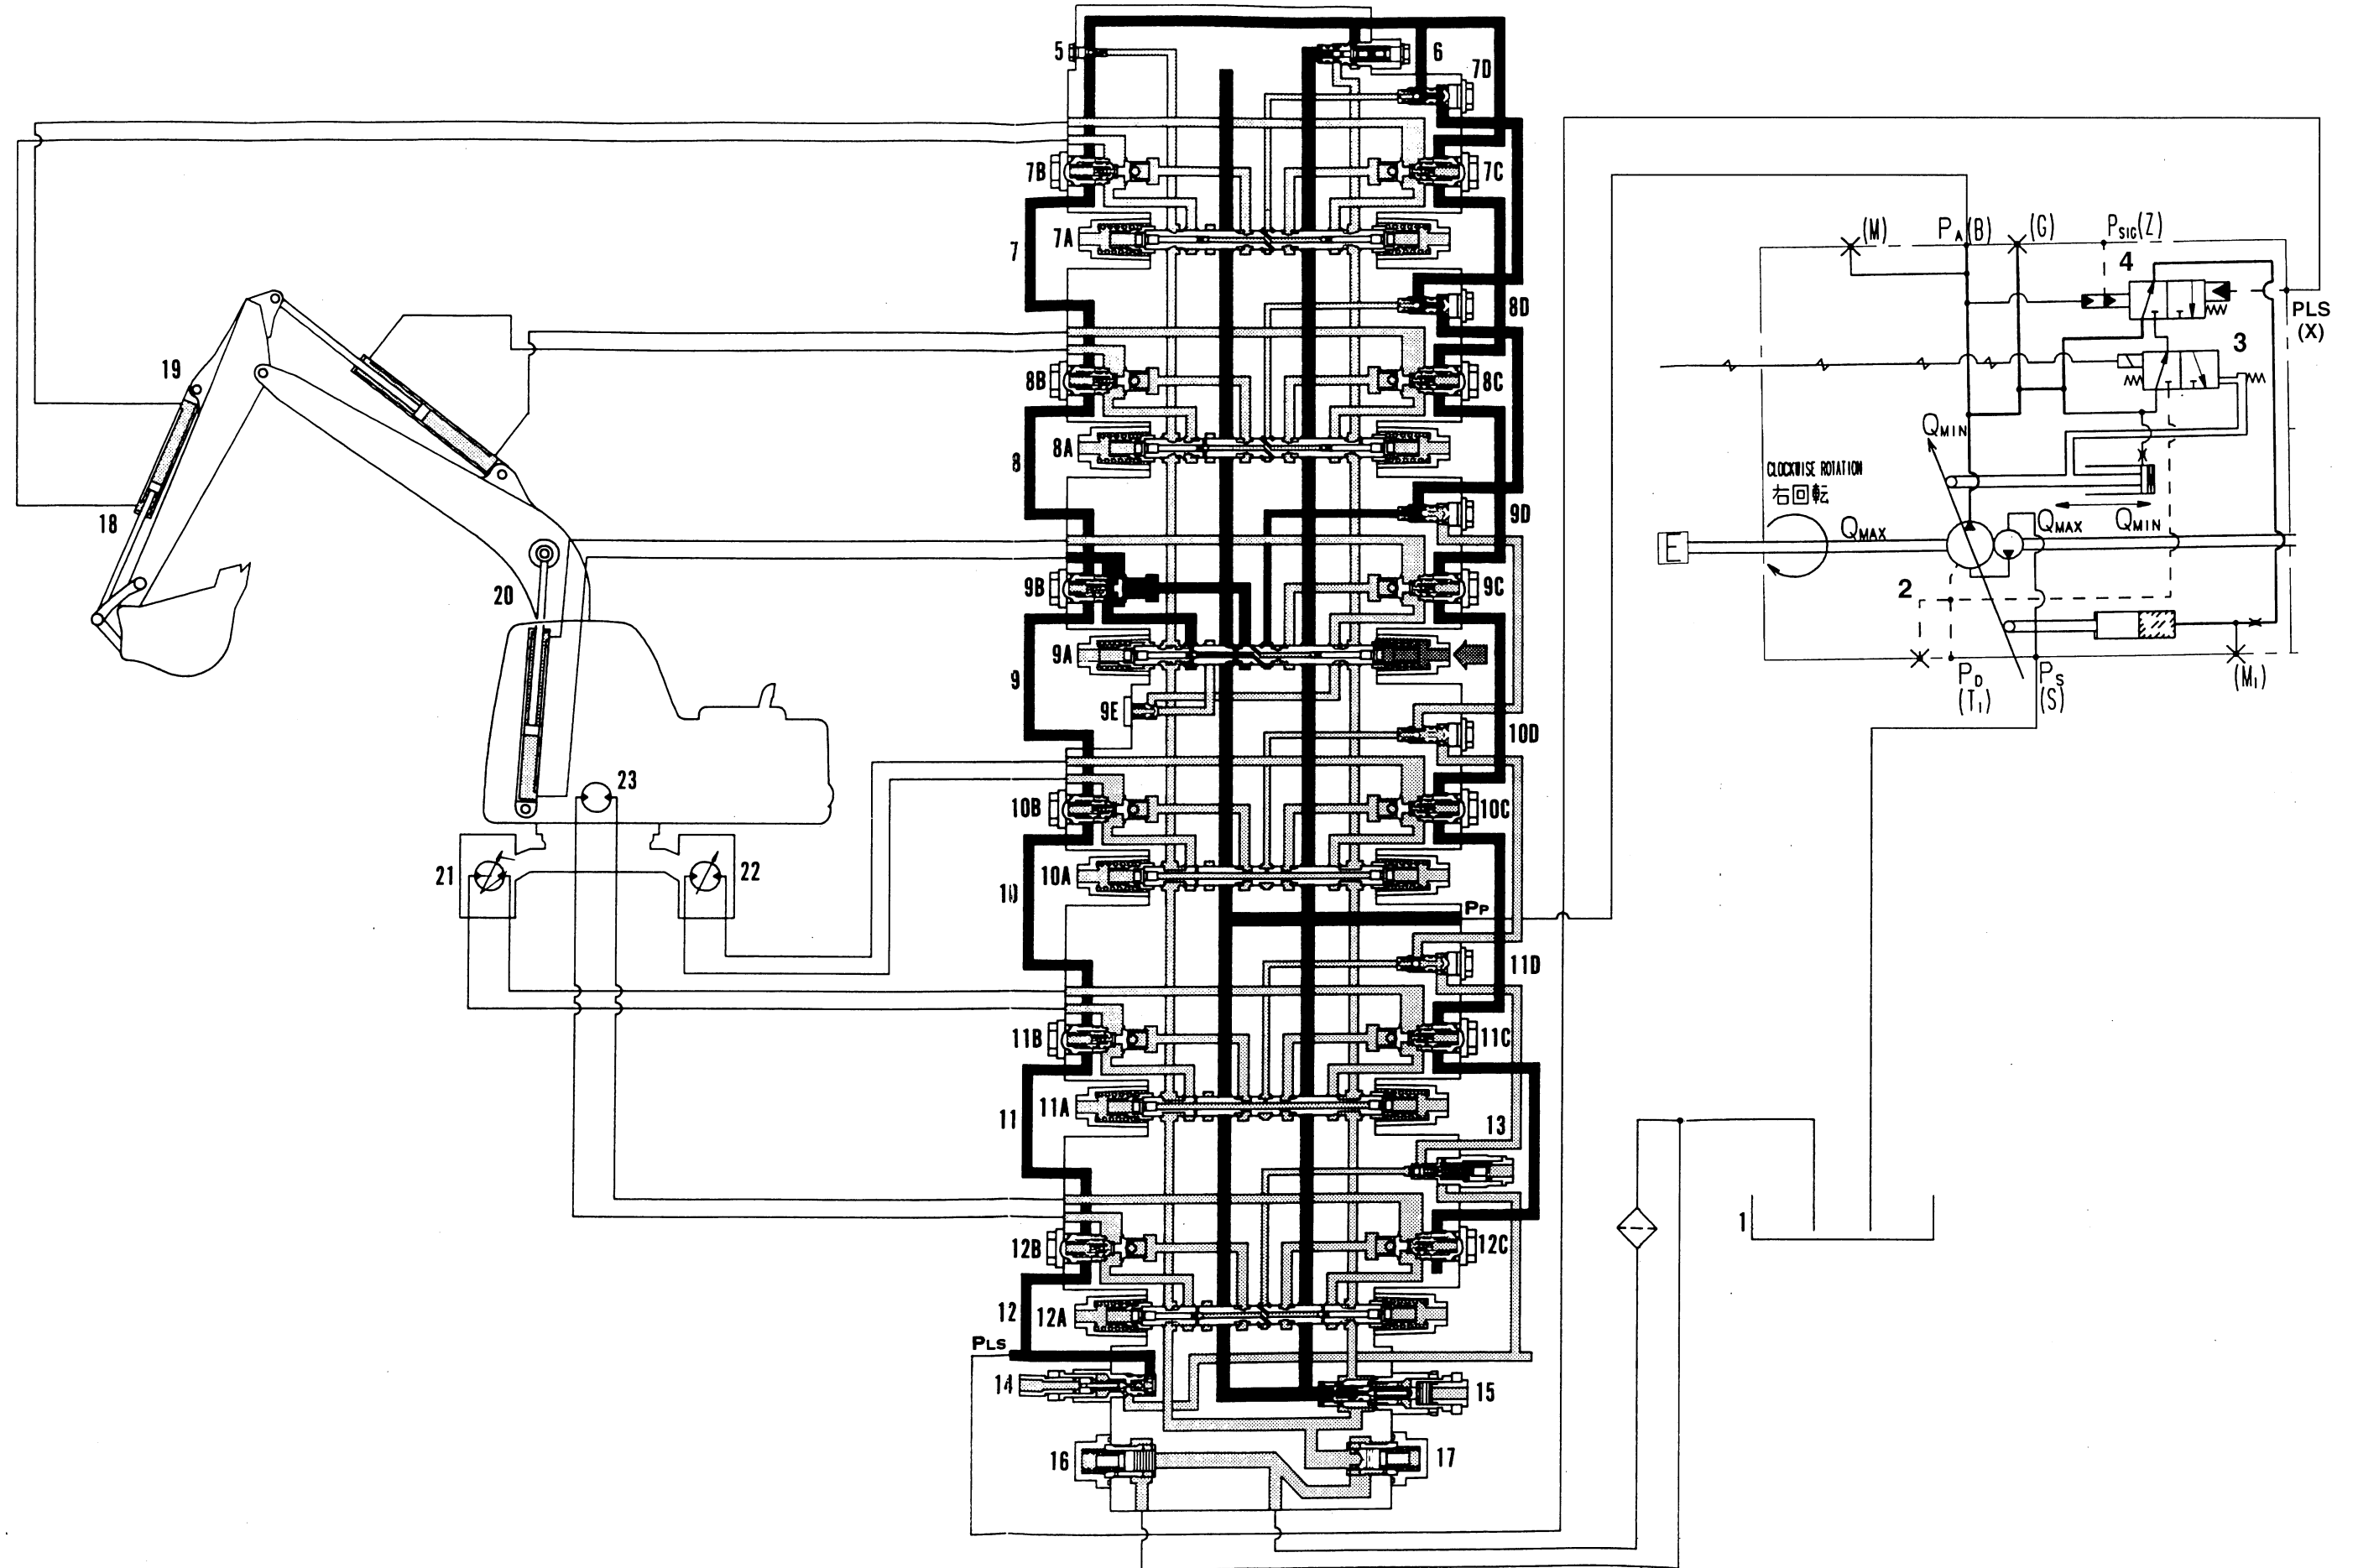 5
6
7D
7B
7C
7
7A
8D
8B
8C
8
8A
9D
9B
9C
9
9A
9E
10D
10B
10C
10
10A
PP
11D
11B
11C
11
11A
13
12B
12C
12
12A
PLS
14
15
16
17
18
19
20
23
21
22
(M)
PA(B)
(G)
PSIG(Z)
4
PLS
(X)
3
QMIN
CLOCKWISE ROTATION
右回転
QMAX
QMAX
QMIN
E
2
PD
(T1)
PS
(S)
(M1)
1